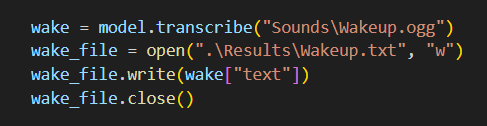 wake = model.transcribe("Sounds\Wakeup.ogg")
wake_file = open(".\Results\Wakeup.txt", "w")
wake_file.write(wake["text"])
wake_file.close()